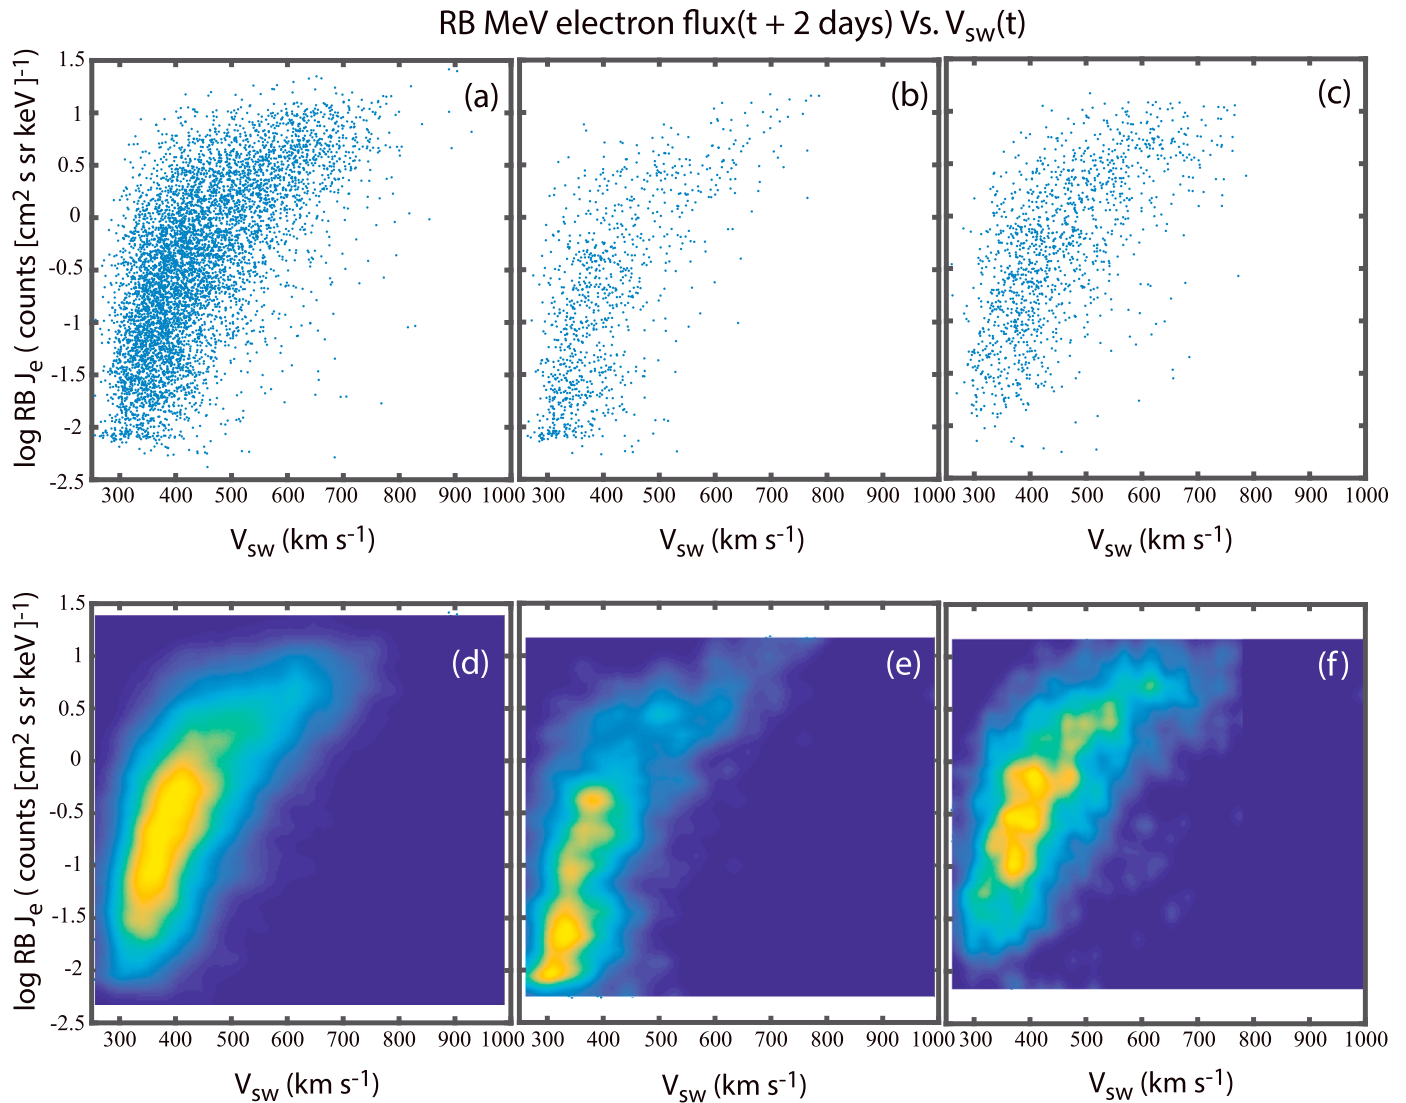 RB MeV electron flux(t + 2 days) Vs. Vsw(t)
log RB Je ( counts [cm2 s sr keV ]-1)
1.5
1
0.5
0
-0.5
-1
-1.5
-2
-2.5
(a)
(b)
(c)
300 400 500 600 700 800 900 1000
300 400 500 600 700 800 900 1000
300 400 500 600 700 800 900 1000
Vsw (km s-1)
Vsw (km s-1)
Vsw (km s-1)
log RB Je ( counts [cm2 s sr keV]-1)
1.5
1
0.5
0
-0.5
-1
-1.5
-2
-2.5
(d)
(e)
(f)
300 400 500 600 700 800 900 1000
300 400 500 600 700 800 900 1000
300 400 500 600 700 800 900 1000
Vsw (km s-1)
Vsw (km s-1)
Vsw (km s-1)